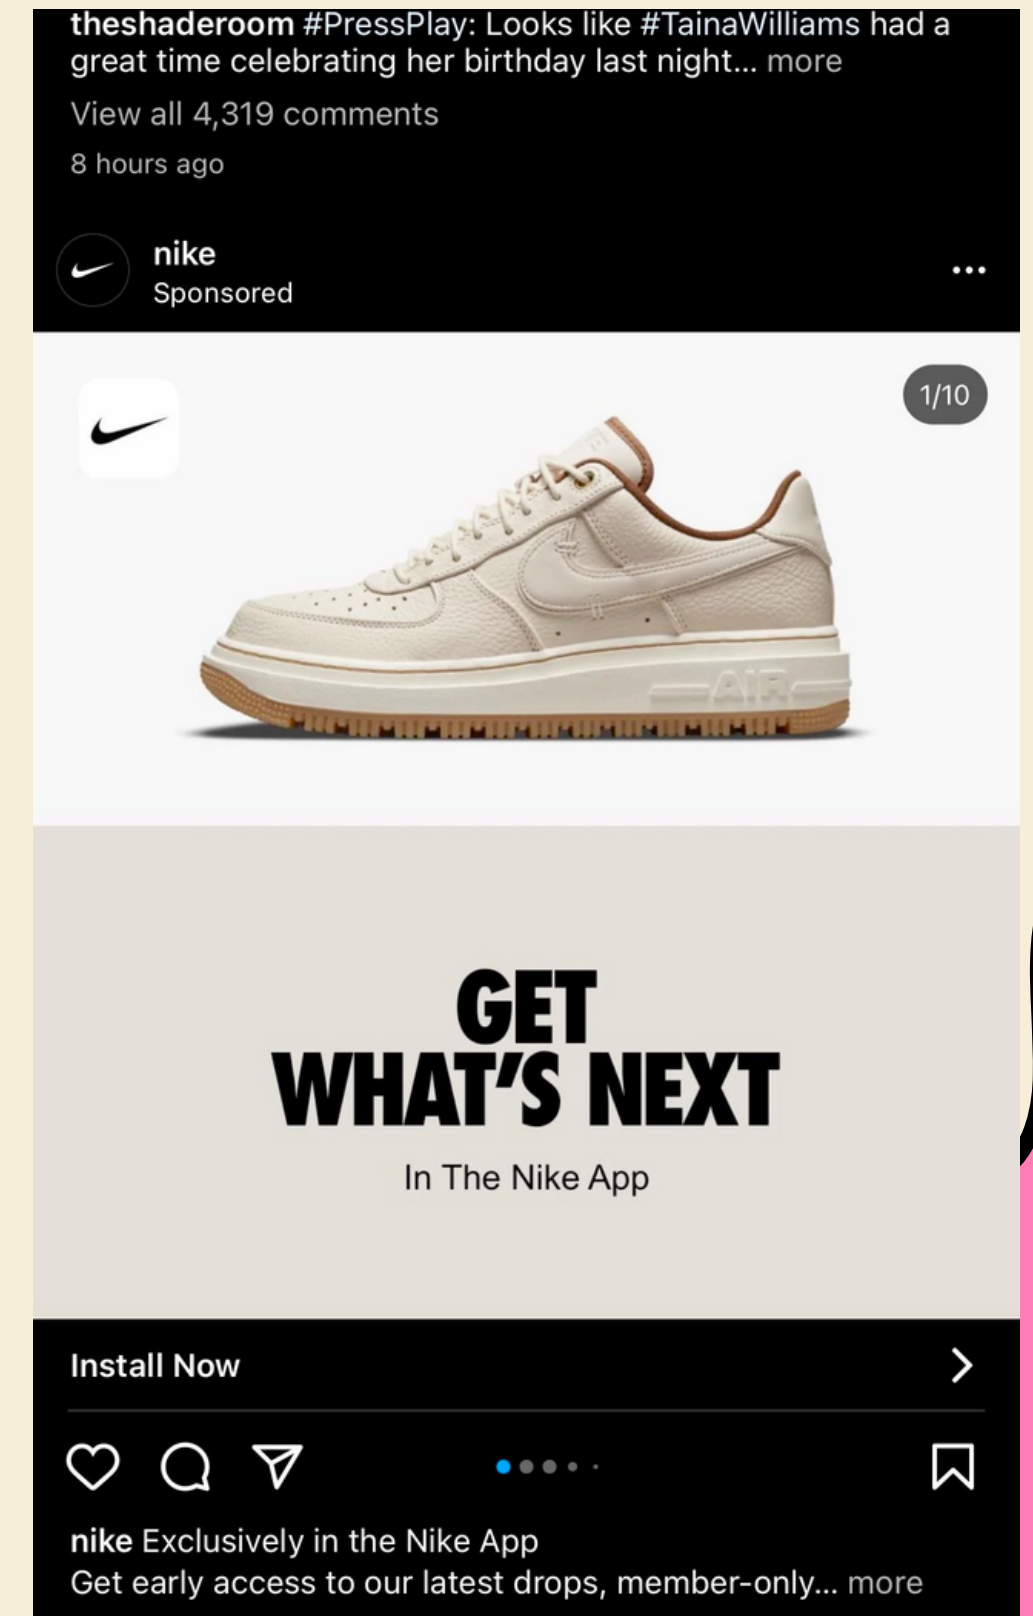 theshaderoom #PressPlay: Looks like #TainaWilliams had a
great time celebrating her birthday last night... more
View all 4,319 comments
8 hours ago
nike
Sponsored
1/10
AIR
GET
WHAT'S NEXT
In The Nike App
Install Now
nike Exclusively in the Nike App
Get early access to our latest drops, member-only... more